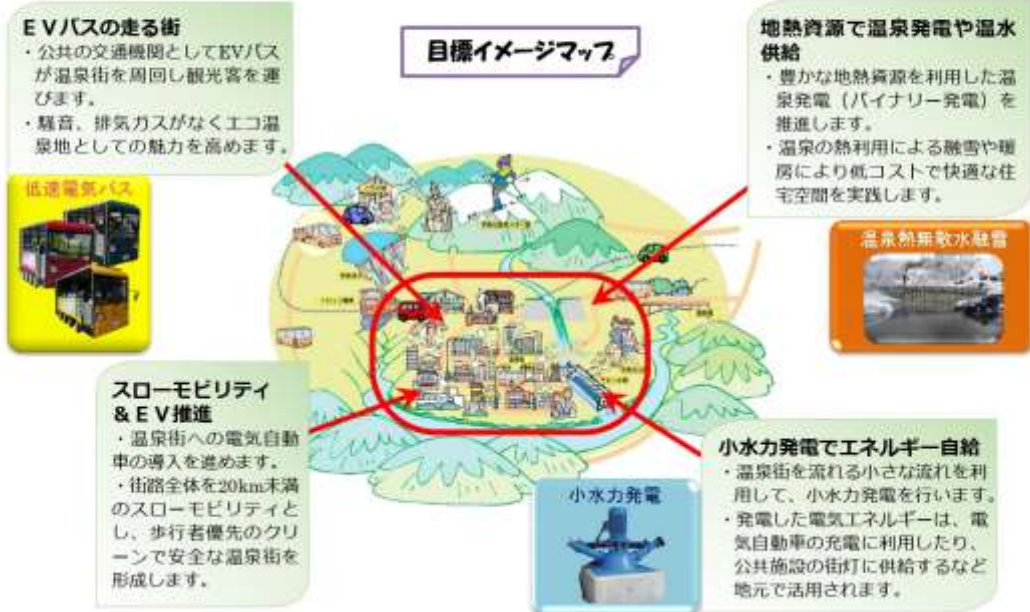 目標イメージマップ
ＥＶバスの走る街
・公共の交通機関としてEVバス
が温泉街を周回し観光客を運
びます。
・騒音、排気ガスがなくエコ温
泉地としての魅力を高めます。
低速電気バス
地熱資源で温泉発電や温水
供給
・豊かな地熱資源を利用した温
泉発電（バイナリー発電）を
推進します。
・温泉の熱利用による融雪や暖
房により低コストで快適な住
宅空間を実践します。
温泉熱無散水融雪
スローモビリティ
＆ＥＶ推進
・温泉街への電気自動
車の導入を進めます。
・街路全体を20km未満
のスローモビリティと
し、歩行者優先のクリ
ーンで安全な温泉街を
形成します。
小水力発電
小水力発電でエネルギー自給
・温泉街を流れる小さな流れを利
用して、小水力発電を行います。
・発電した電気エネルギーは、電
気自動車の充電に利用したり、
公共施設の街灯に供給するなど
地元で活用されます。